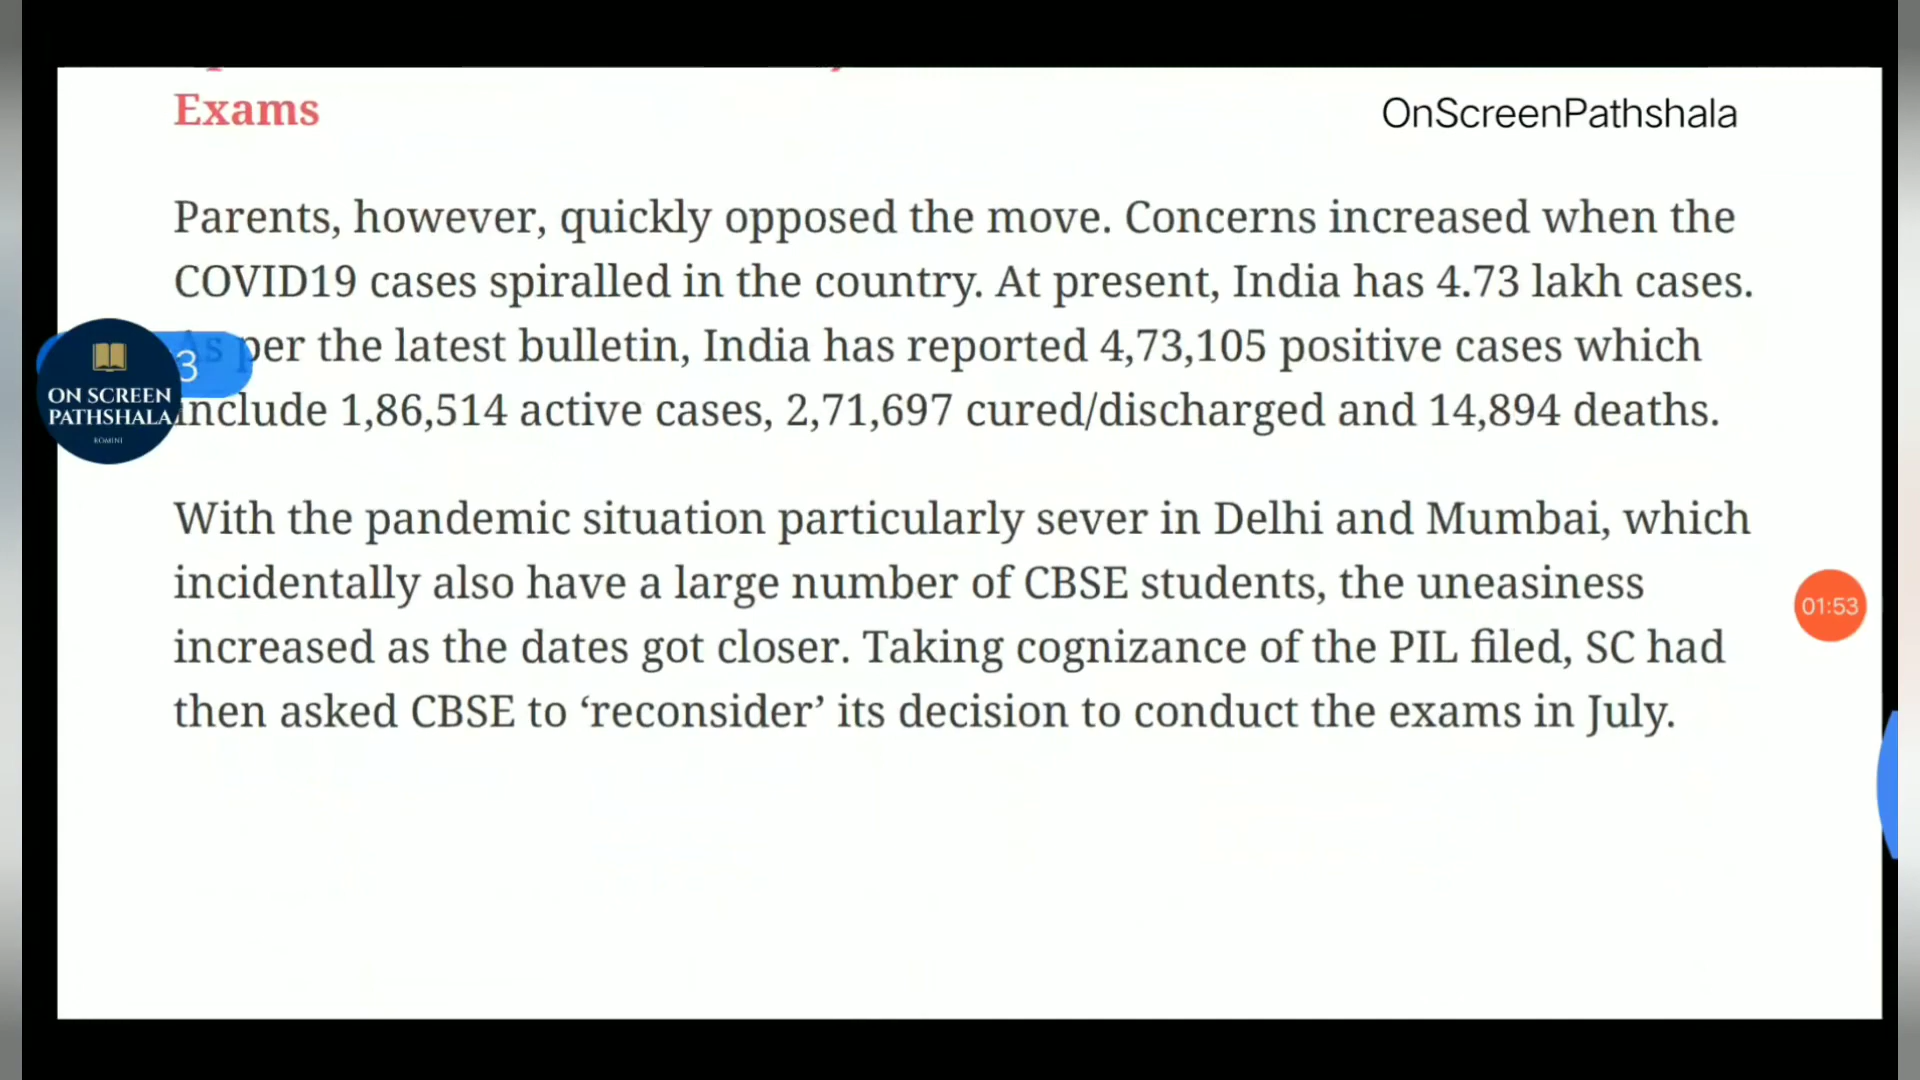 Exams
OnScreenPathshala
Parents, however, quickly opposed the move. Concerns increased when the
COVID19 cases spiralled in the country. At present, India has 4.73 lakh cases.
As per the latest bulletin, India has reported 4,73,105 positive cases which
include 1,86,514 active cases, 2,71,697 cured/discharged and 14,894 deaths.
3
ON SCREEN
PATHSHALA
ROMINI
With the pandemic situation particularly sever in Delhi and Mumbai, which
incidentally also have a large number of CBSE students, the uneasiness
increased as the dates got closer. Taking cognizance of the PIL filed, SC had
then asked CBSE to ‘reconsider’ its decision to conduct the exams in July.
01:53